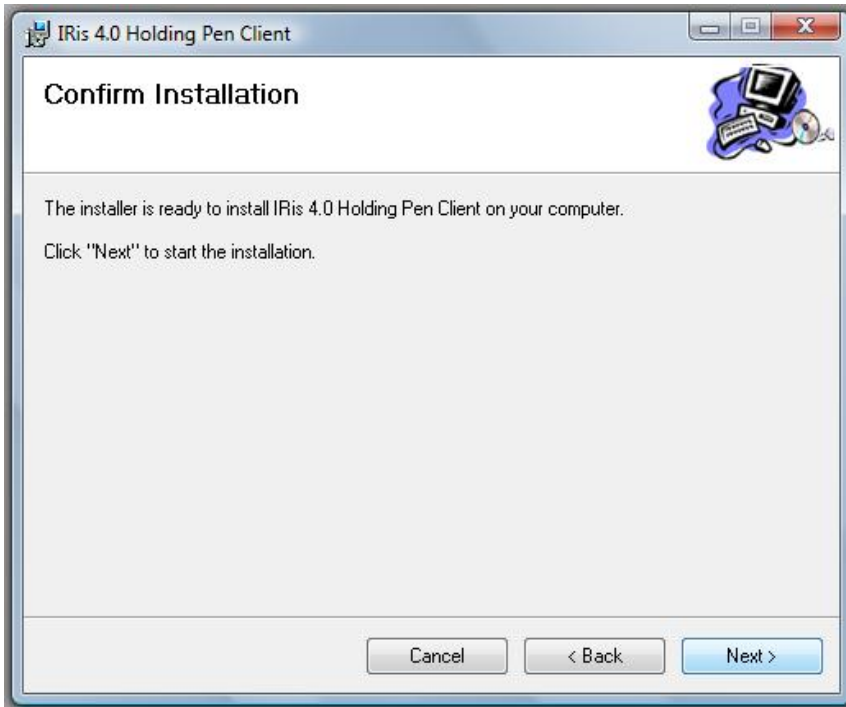 IRis 4.0 Holding Pen Client
Confirm Installation
The installer is ready to install IRis 4.0 Holding Pen Client on your computer.
Click "Next" to start the installation.
Cancel
< Back
Next >